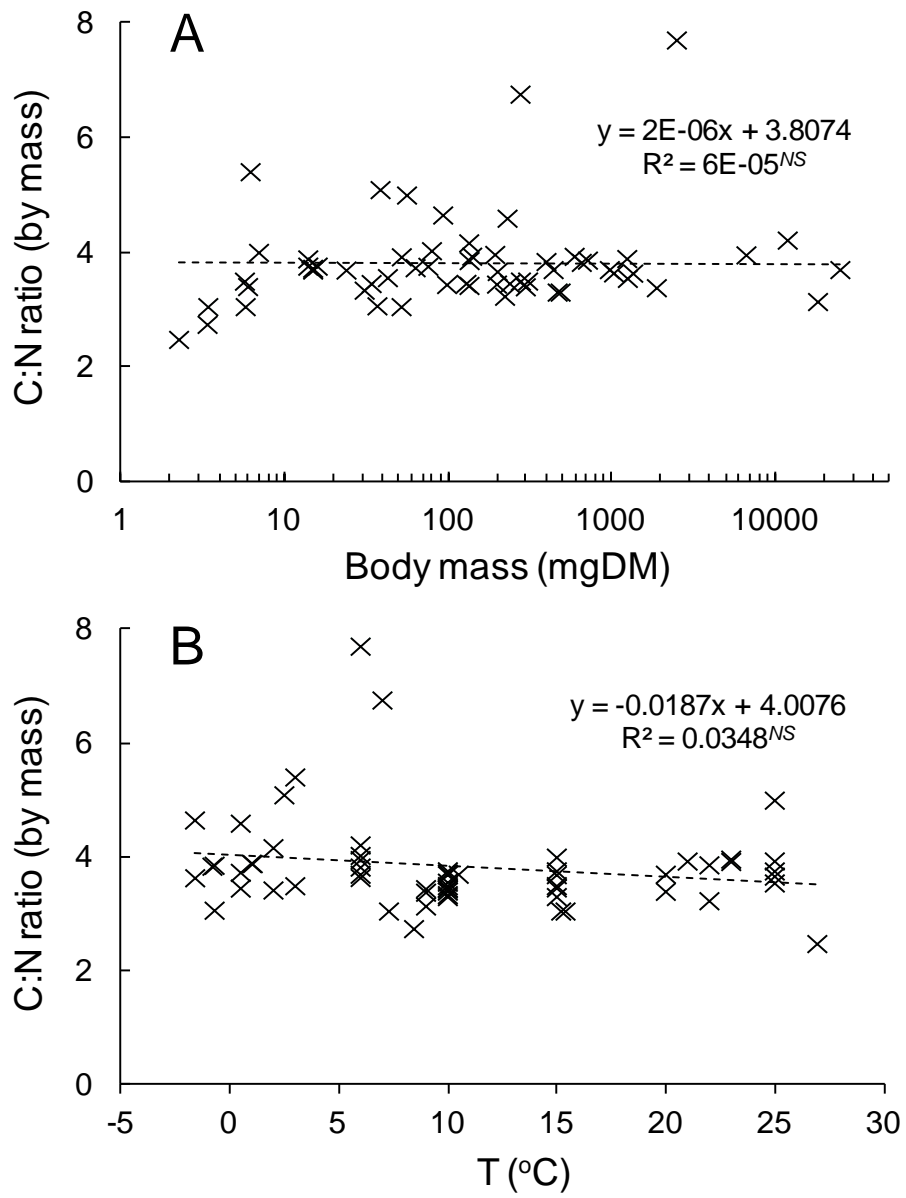 A
8
6
4
2
0
C:N ratio (by mass)
y = 2E-06x + 3.8074
R² = 6E-05ᴺˢ
1
10
100
1000
10000
Body mass (mgDM)
B
8
6
4
2
0
C:N ratio (by mass)
y = -0.0187x + 4.0076
R² = 0.0348ᴺˢ
-5
0
5
10
15
20
25
30
T (ºC)